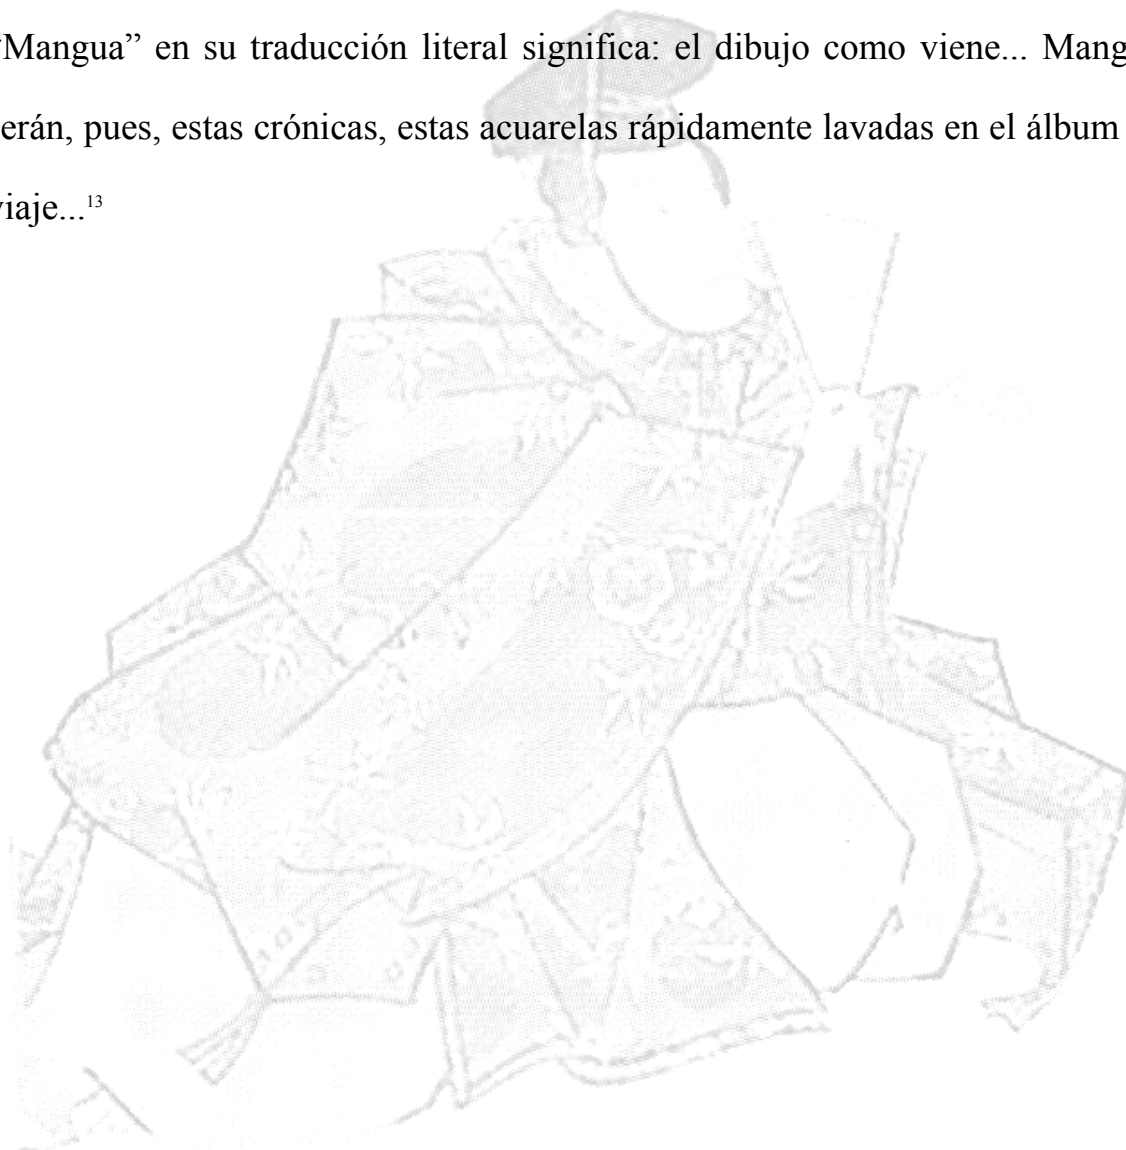 “Mangua” en su traducción literal significa: el dibujo como viene... Mang
erán, pues, estas crónicas, estas acuarelas rápidamente lavadas en el álbum
viaje...¹³